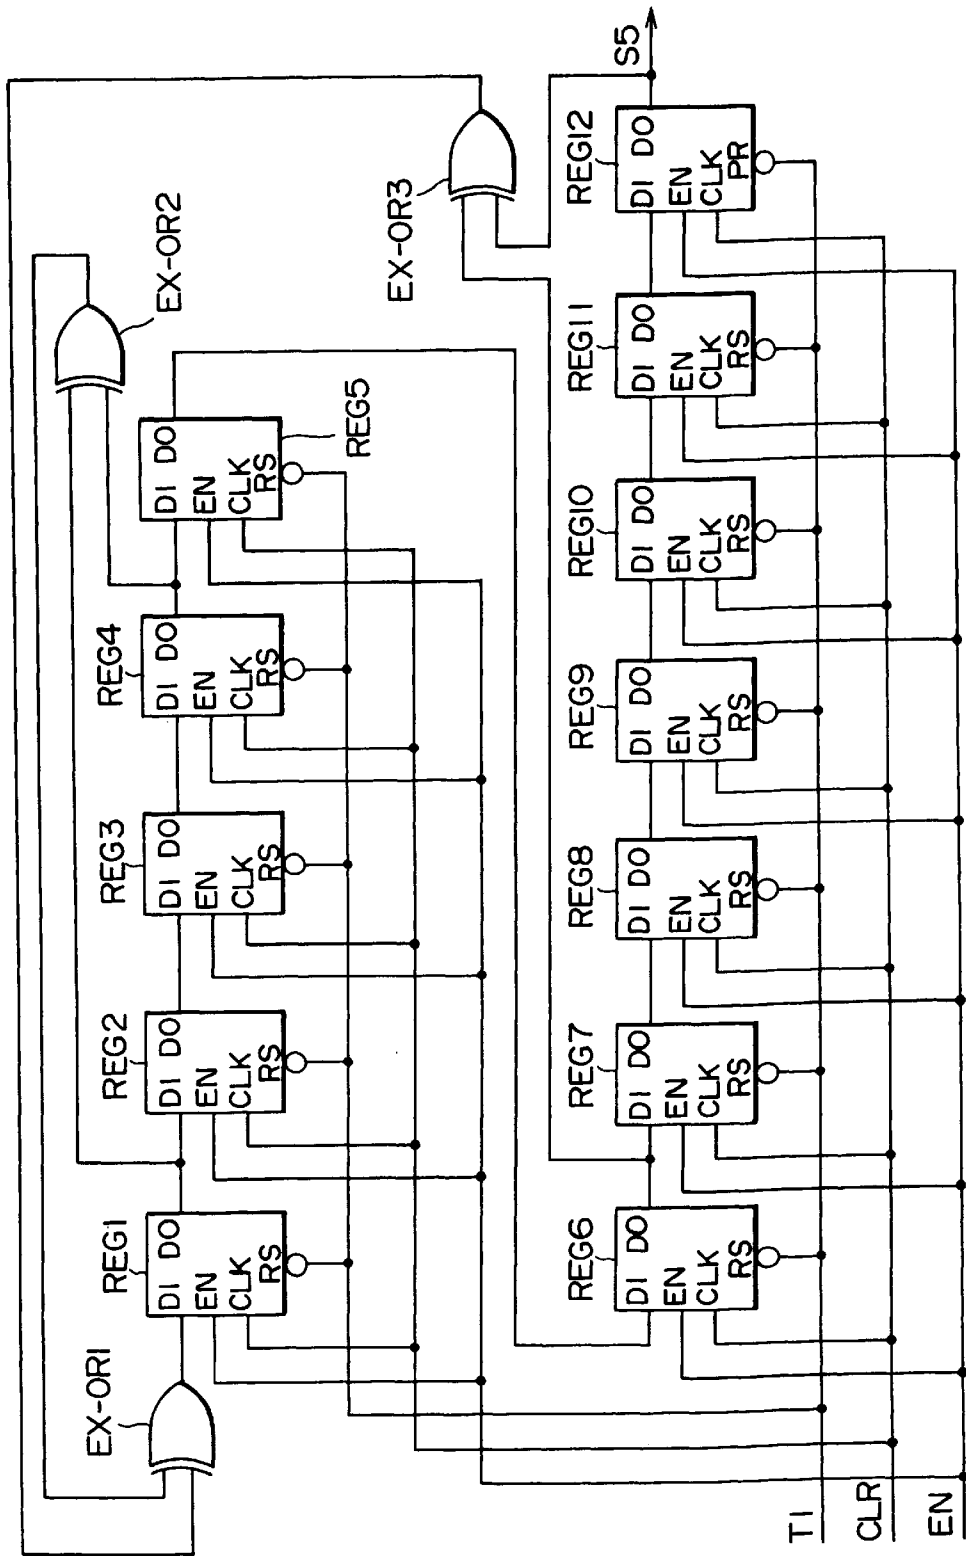 EX-OR1
REG1
DI DO
EN
CLK
RS
REG2
DI DO
EN
CLK
RS
REG3
DI DO
EN
CLK
RS
REG4
DI DO
EN
CLK
RS
DI DO
EN
CLK
RS
REG5
EX-OR2
EX-OR3
REG6
DI DO
EN
CLK
RS
REG7
DI DO
EN
CLK
RS
REG8
DI DO
EN
CLK
RS
REG9
DI DO
EN
CLK
RS
REG10
DI DO
EN
CLK
RS
REG11
DI DO
EN
CLK
RS
REG12
DI DO
EN
CLK
PR
S5
T1
CLR
EN